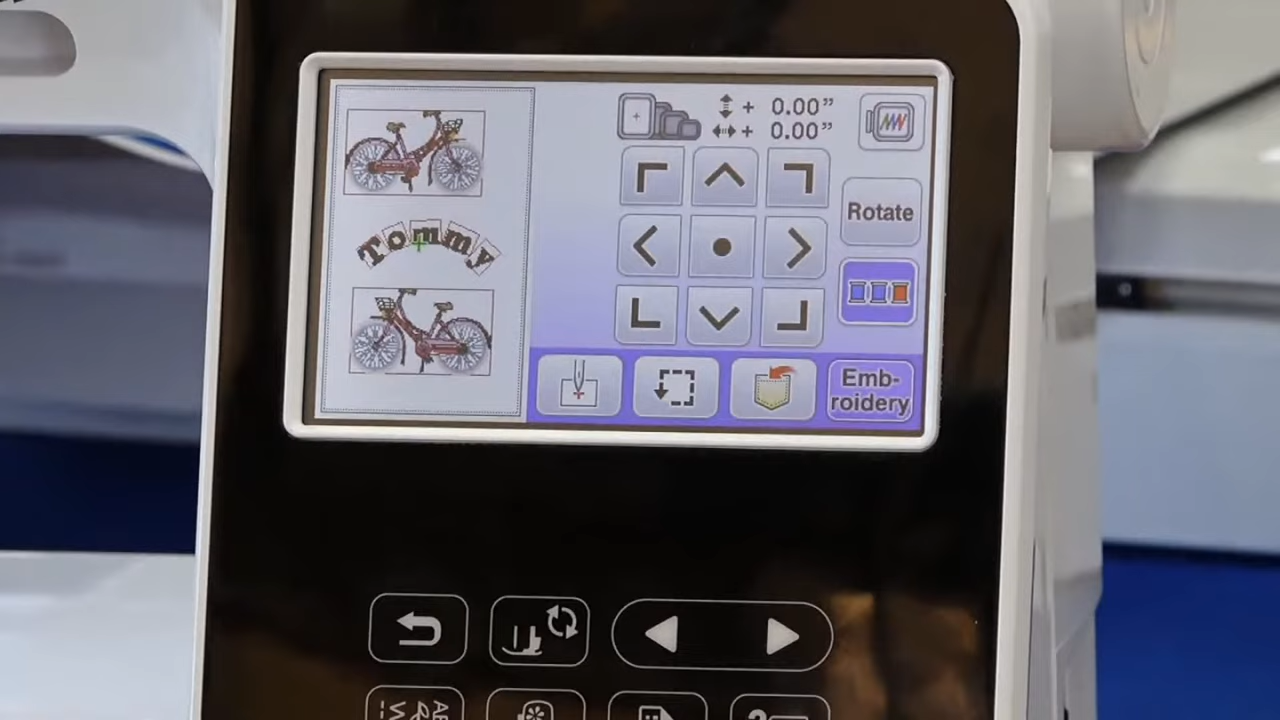 Tommy
+ 0.00"
+ 0.00"
Rotate
Emb-
roidery